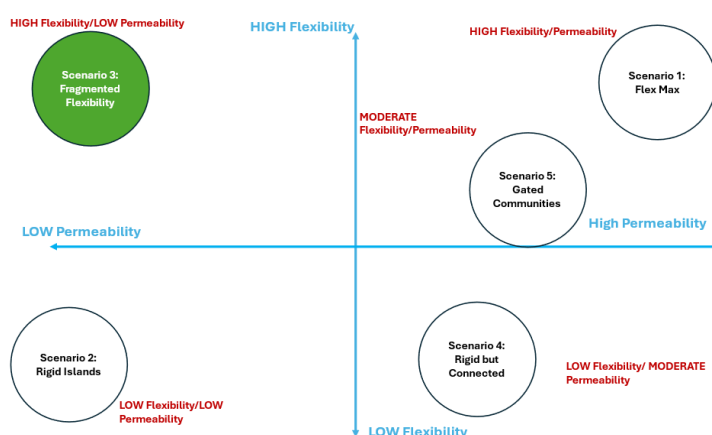 HIGH Flexibility/LOW Permeability
HIGH Flexibility
HIGH Flexibility/Permeability
Scenario 3:
Fragmented
Flexibility
Scenario 1:
Flex Max
MODERATE
Flexibility/Permeability
Scenario 5:
Gated
Communities
LOW Permeability
High Permeability
Scenario 2:
Rigid Islands
Scenario 4:
Rigid but
Connected
LOW Flexibility/ MODERATE
Permeability
LOW Flexibility/LOW
Permeability
LOW Flexibility